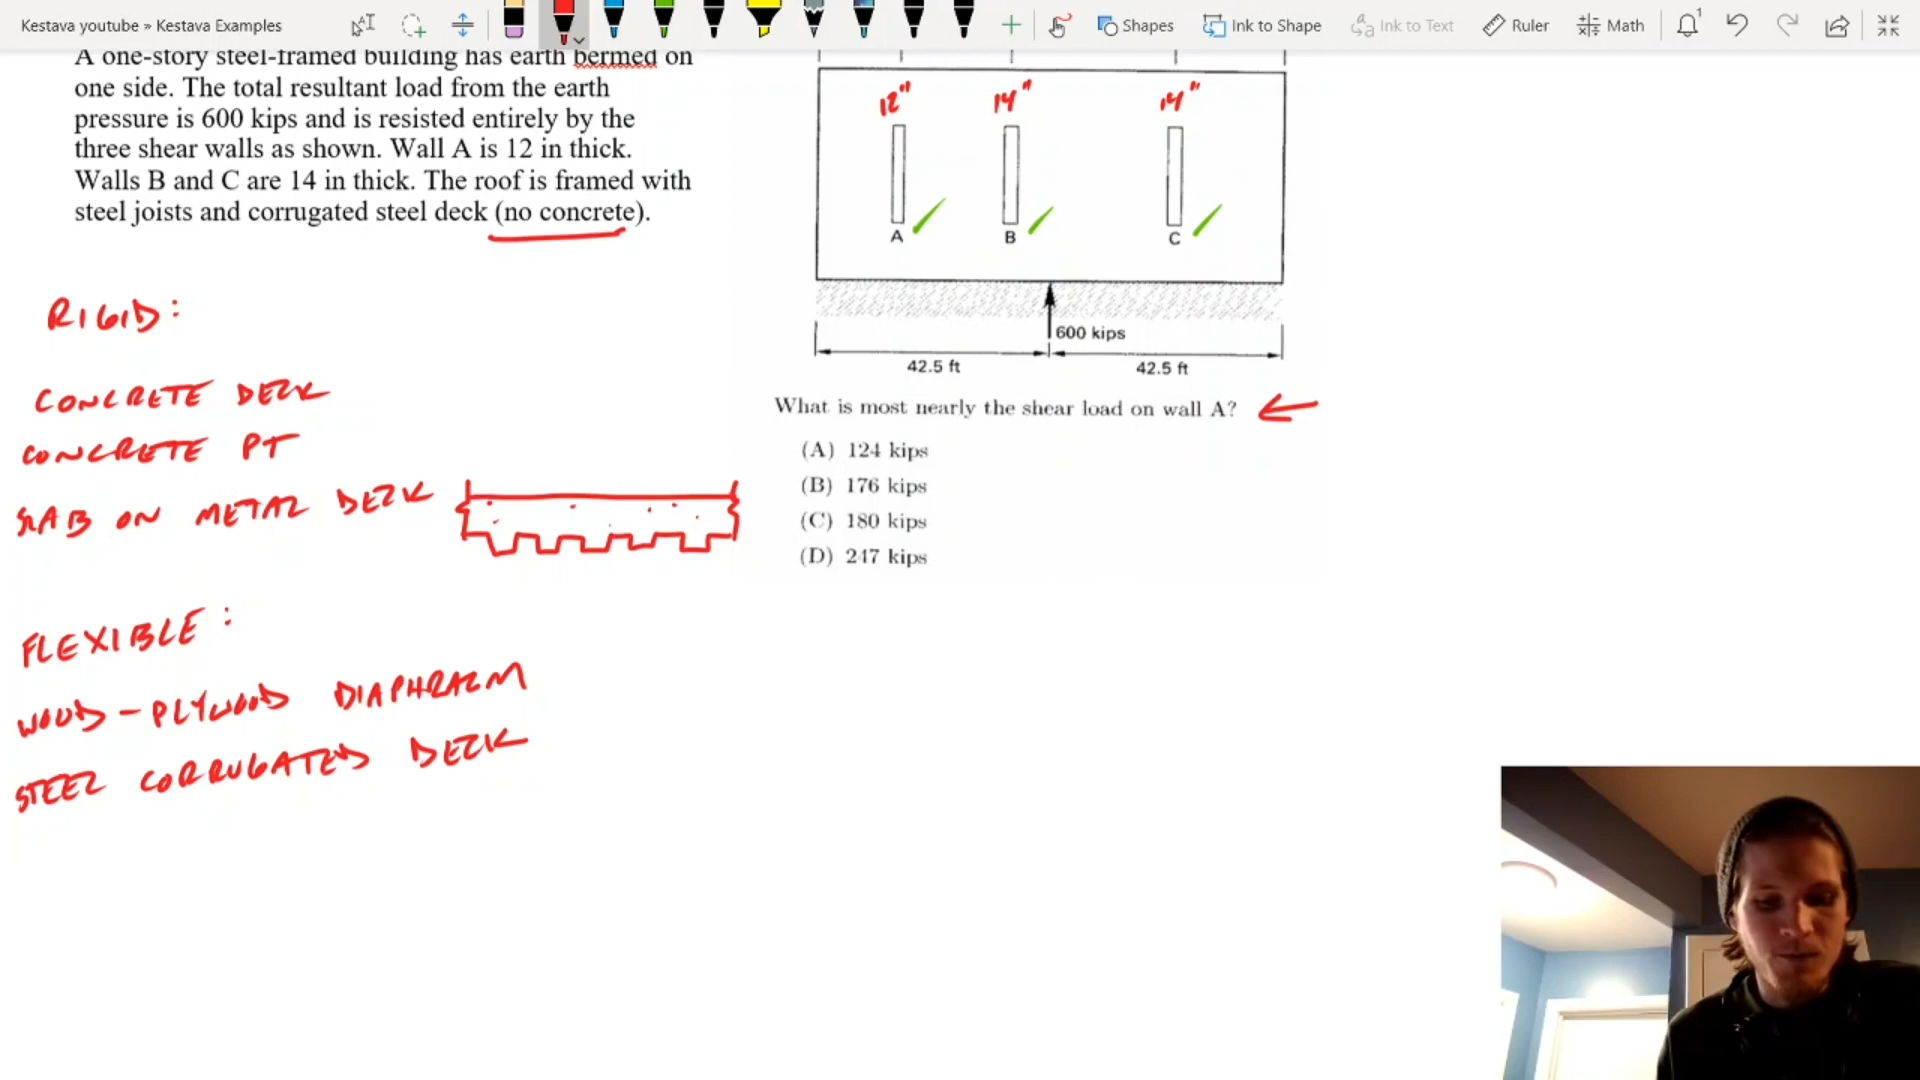 Kestava youtube » Kestava Examples
Shapes
Ink to Shape
Ink to Text
Ruler
Math
1
A one-story steel-framed building has earth bermed on
one side. The total resultant load from the earth
pressure is 600 kips and is resisted entirely by the
three shear walls as shown. Wall A is 12 in thick.
Walls B and C are 14 in thick. The roof is framed with
steel joists and corrugated steel deck (no concrete).
RIGID:
CONCRETE DECK
CONCRETE PT
SLAB ON METAL DECK
FLEXIBLE:
WOOD-PLYWOOD DIAPHRAGM
STEEL CORRUGATED DECK
12" 14" 14"
A B C
600 kips
42.5 ft 42.5 ft
What is most nearly the shear load on wall A?
(A) 124 kips
(B) 176 kips
(C) 180 kips
(D) 247 kips